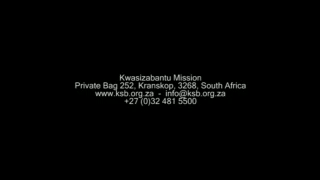 Kwasizabantu Mission
Private Bag 252, Kranskop, 3268, South Africa
www.ksb.org.za - info@ksb.org.za
+27 (0)32 481 5500